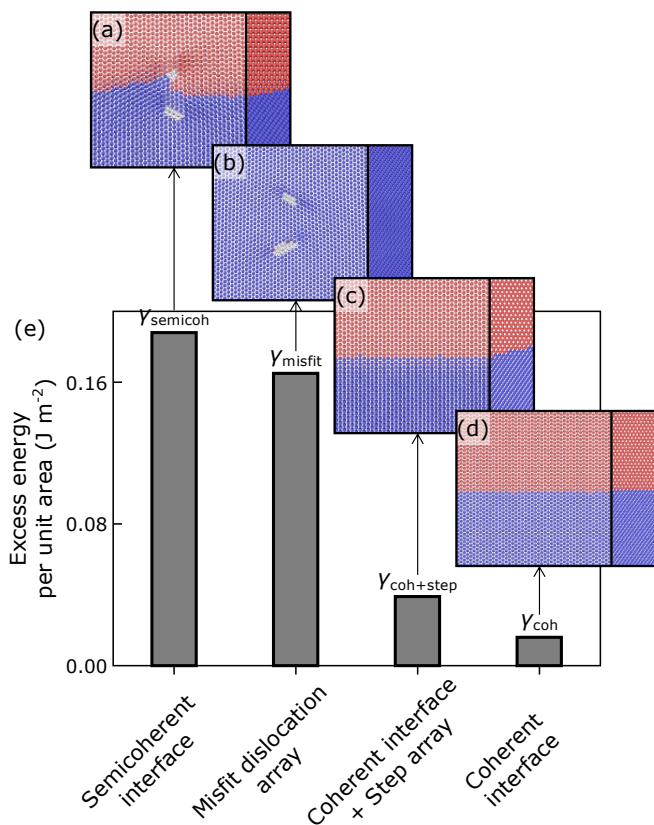 (a)
(b)
(c)
(d)
(e)
γsemicoh
γmisfit
γcoh+step
γcoh
Excess energy
per unit area (J m-2)
0.16
0.08
0.00
Semicoherent
interface
Misfit dislocation
array
Coherent interface
+ Step array
Coherent
interface